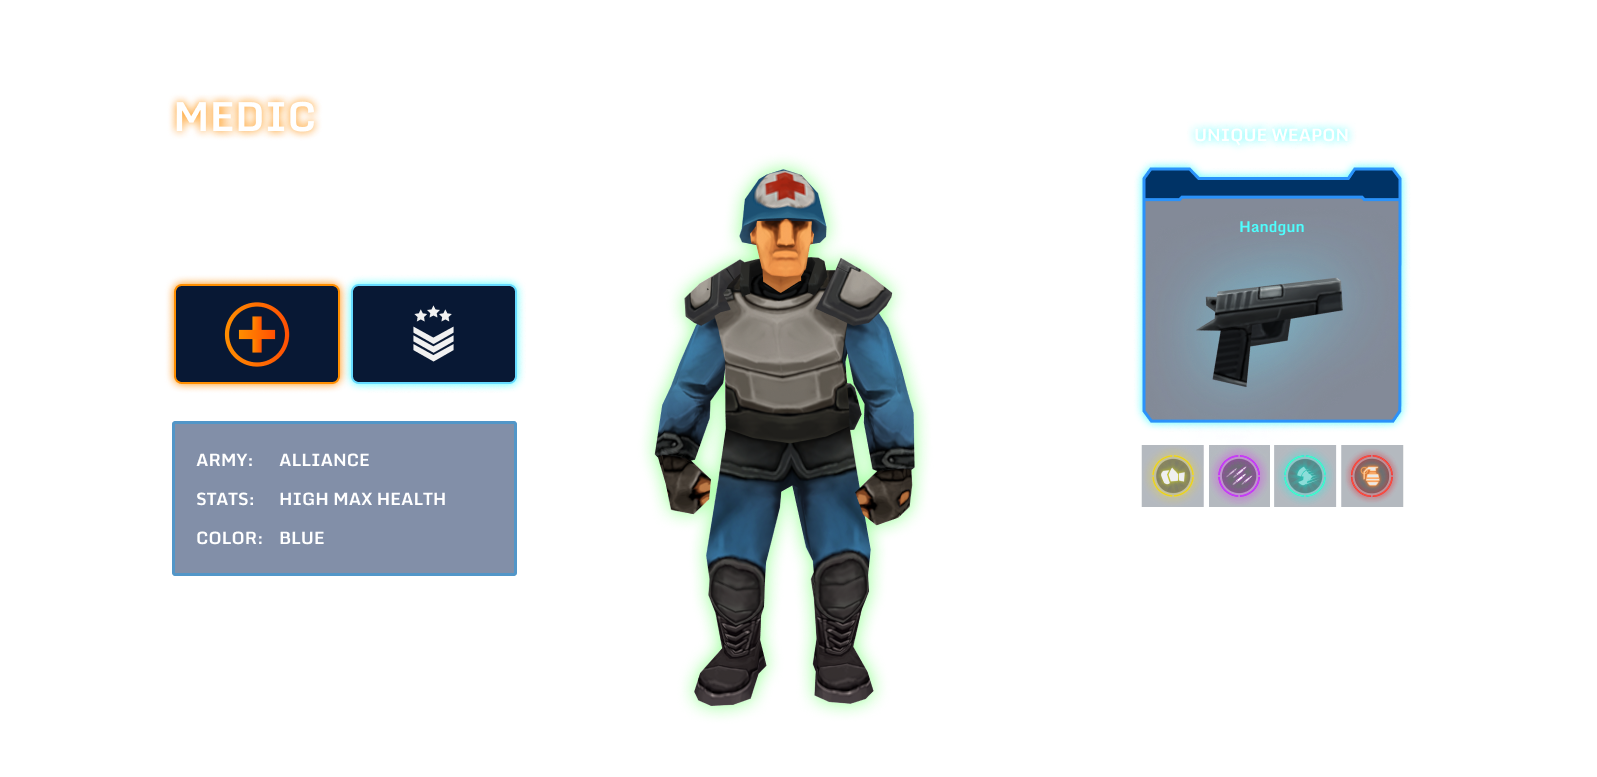 MEDIC
UNIQUE WEAPON
Handgun
ARMY: ALLIANCE
STATS: HIGH MAX HEALTH
COLOR: BLUE